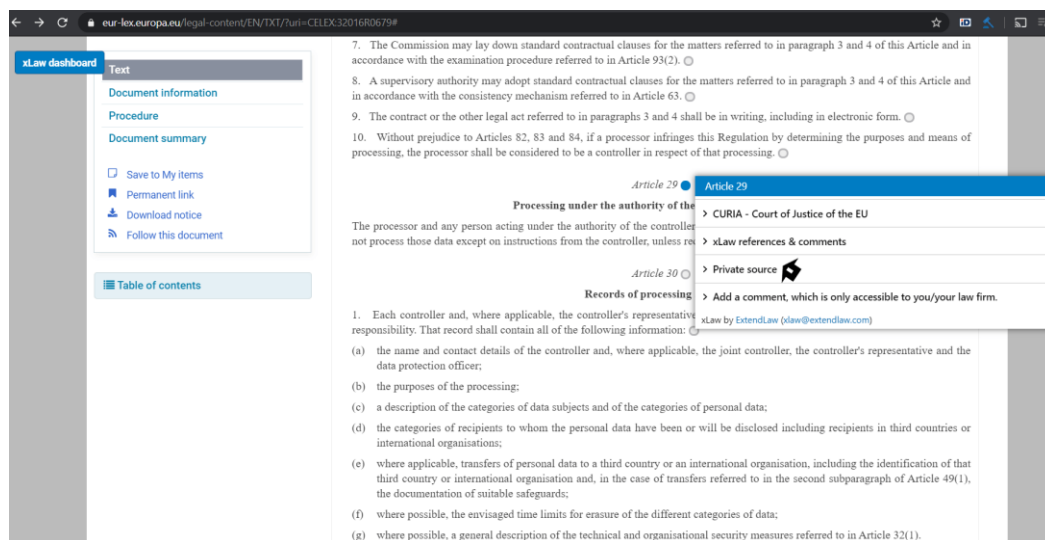 eur-lex.europa.eu/legal-content/EN/TXT/?uri=CELEX:32016R0679#
xLaw dashboard
Text
Document information
Procedure
Document summary
Save to My items
Permanent link
Download notice
Follow this document
Table of contents
7. The Commission may lay down standard contractual clauses for the matters referred to in paragraph 3 and 4 of this Article and in
accordance with the examination procedure referred to in Article 93(2).
8. A supervisory authority may adopt standard contractual clauses for the matters referred to in paragraph 3 and 4 of this Article and
in accordance with the consistency mechanism referred to in Article 63.
9. The contract or the other legal act referred to in paragraphs 3 and 4 shall be in writing, including in electronic form.
10. Without prejudice to Articles 82, 83 and 84, if a processor infringes this Regulation by determining the purposes and means of
processing, the processor shall be considered to be a controller in respect of that processing.
Article 29
Processing under the authority of the
The processor and any person acting under the authority of the controller
not process those data except on instructions from the controller, unless
Article 30
Records of processing
1. Each controller and, where applicable, the controller's representative
responsibility. That record shall contain all of the following information:
(a) the name and contact details of the controller and, where applicable, the joint controller, the controller's representative and the
data protection officer;
(b) the purposes of the processing;
(c) a description of the categories of data subjects and of the categories of personal data;
(d) the categories of recipients to whom the personal data have been or will be disclosed including recipients in third countries or
international organisations;
(e) where applicable, transfers of personal data to a third country or an international organisation, including the identification of that
third country or international organisation and, in the case of transfers referred to in the second subparagraph of Article 49(1),
the documentation of suitable safeguards;
(f) where possible, the envisaged time limits for erasure of the different categories of data;
(g) where possible, a general description of the technical and organisational security measures referred to in Article 32(1).
Article 29
> CURIA - Court of Justice of the EU
> xLaw references & comments
> Private source
> Add a comment, which is only accessible to you/your law firm.
xLaw by ExtendLaw (xlaw@extendlaw.com)